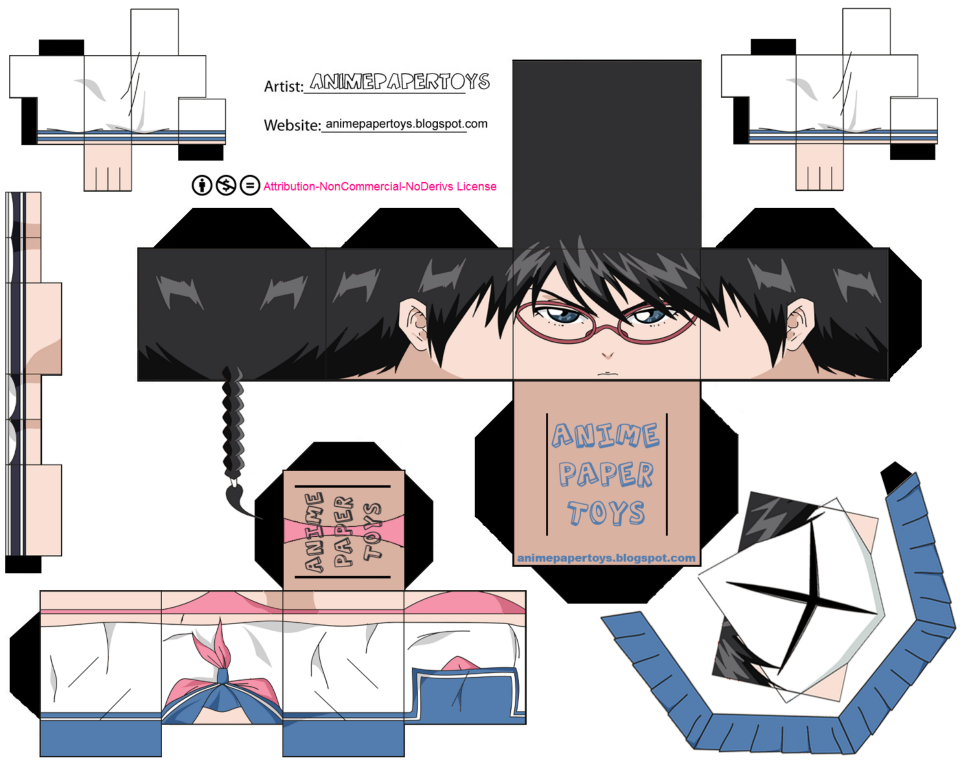 Artist: ANIMEPAPERTOYS
Website: animepapertoys.blogspot.com
Attribution-NonCommercial-NoDerivs License
ANIME
PAPER
TOYS
animepapertoys.blogspot.com
ANIME
PAPER
TOYS